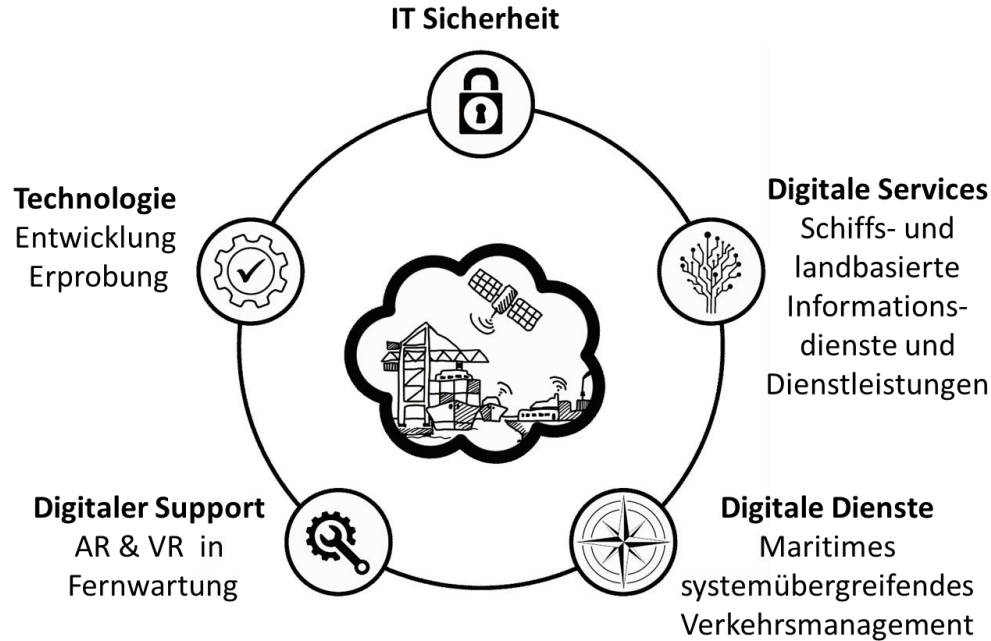 IT Sicherheit
Technologie
Entwicklung
Erprobung
Digitale Services
Schiffs- und
landbasierte
Informations-
dienste und
Dienstleistungen
Digitaler Support
AR & VR in
Fernwartung
Digitale Dienste
Maritimes
systemübergreifendes
Verkehrsmanagement